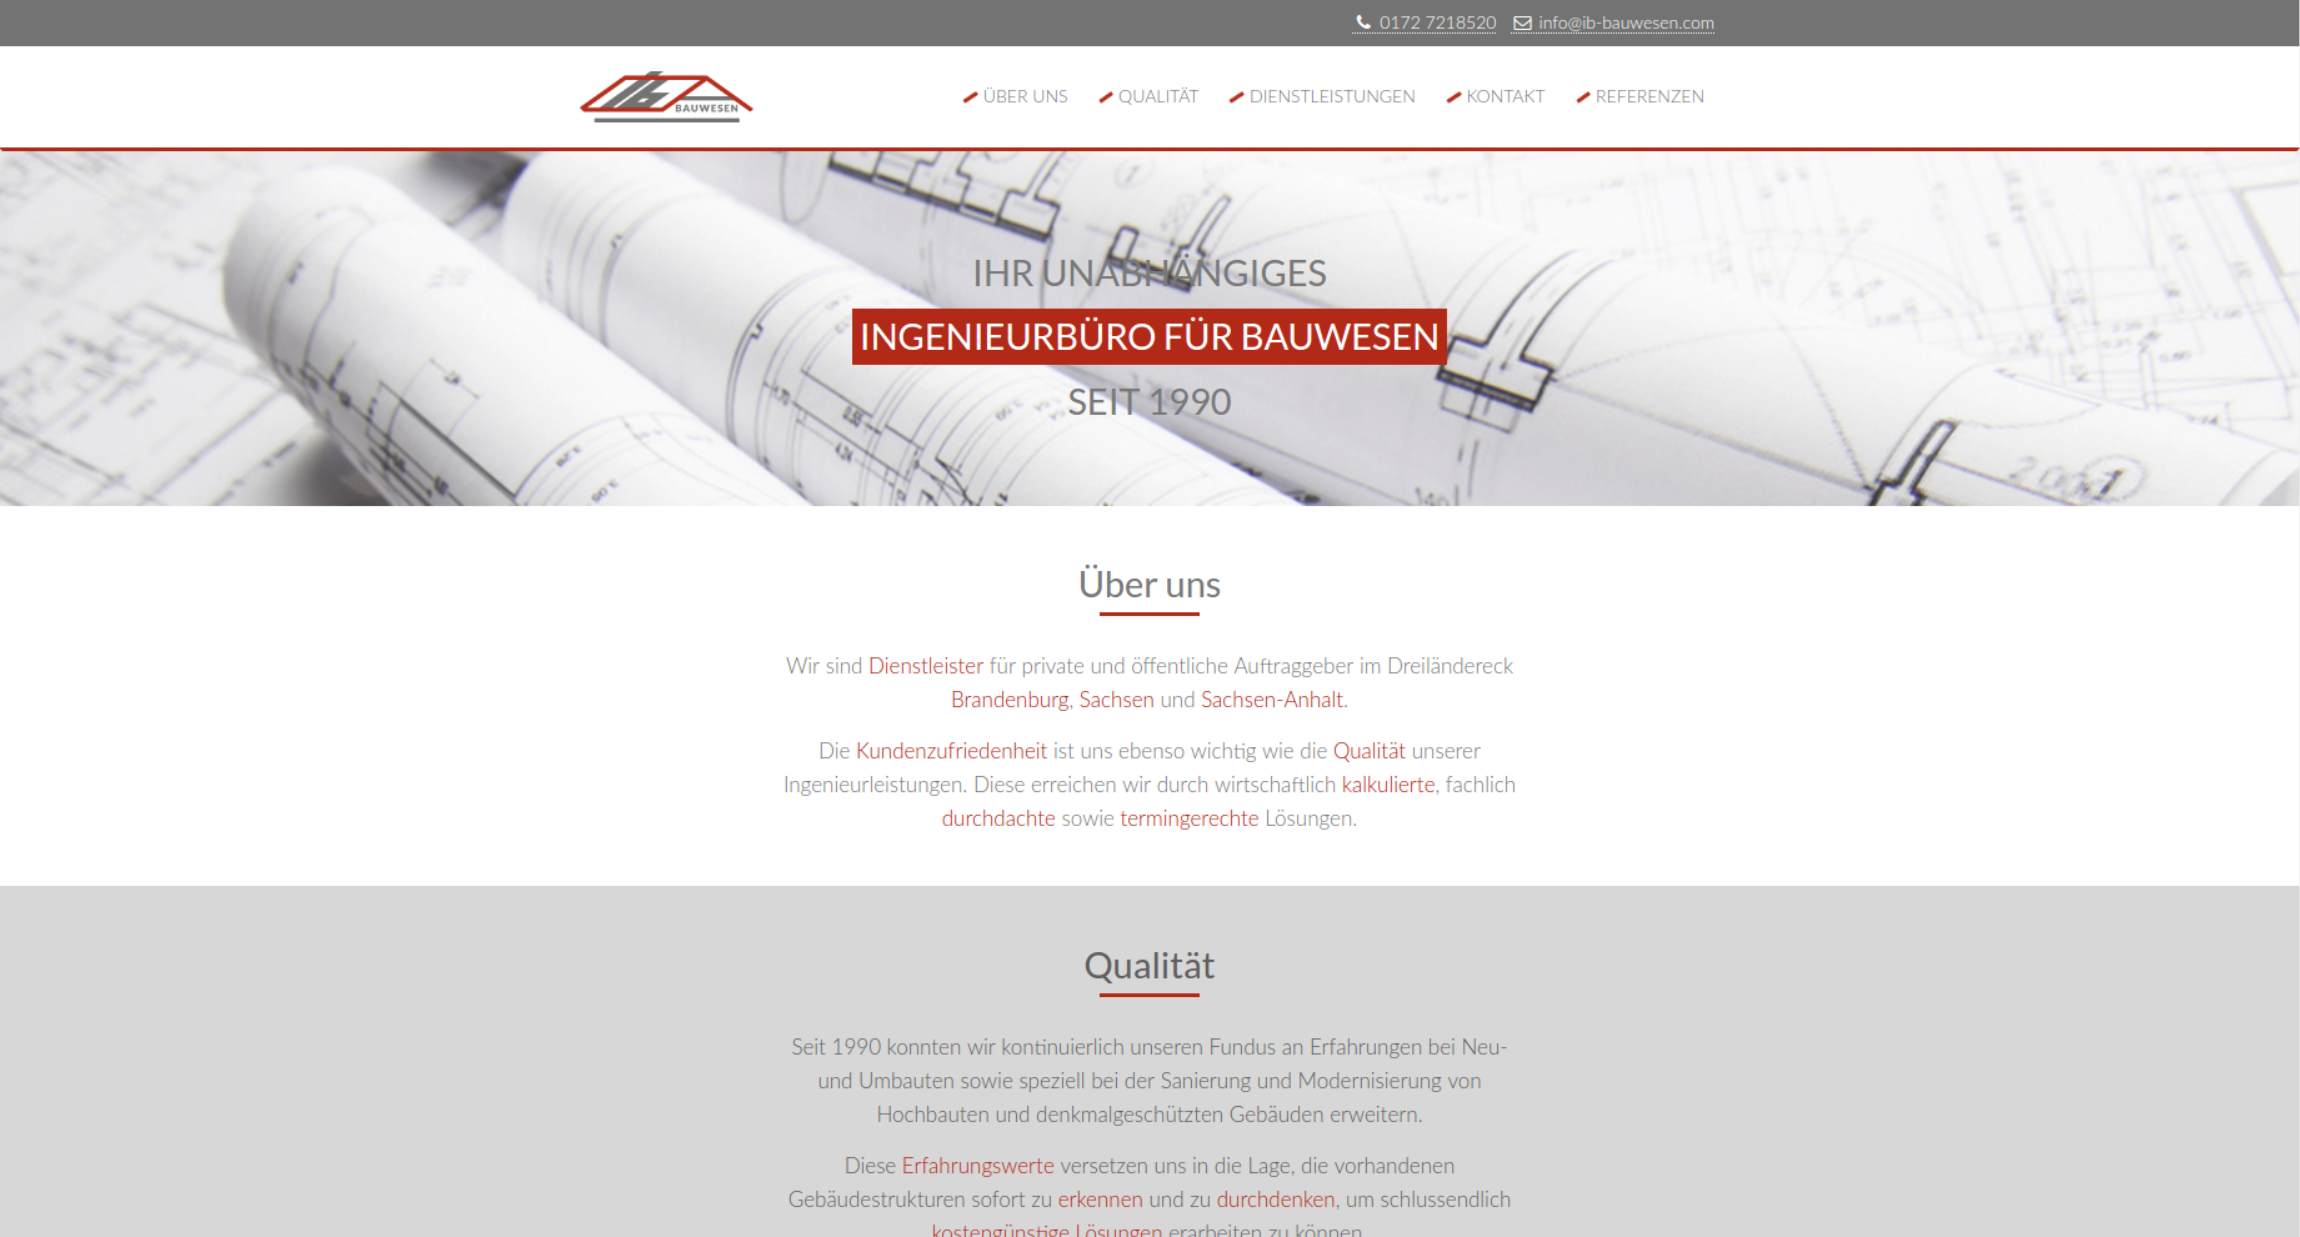 0172 7218520 info@ib-bauwesen.com
BAUWESEN
ÜBER UNS QUALITÄT DIENSTLEISTUNGEN KONTAKT REFERENZEN
IHR UNABHÄNGIGES
INGENIEURBÜRO FÜR BAUWESEN
SEIT 1990
Über uns
Wir sind Dienstleister für private und öffentliche Auftraggeber im Dreiländereck
Brandenburg, Sachsen und Sachsen-Anhalt.
Die Kundenzufriedenheit ist uns ebenso wichtig wie die Qualität unserer
Ingenieurleistungen. Diese erreichen wir durch wirtschaftlich kalkulierte, fachlich
durchdachte sowie termingerechte Lösungen.
Qualität
Seit 1990 konnten wir kontinuierlich unseren Fundus an Erfahrungen bei Neu-
und Umbauten sowie speziell bei der Sanierung und Modernisierung von
Hochbauten und denkmalgeschützten Gebäuden erweitern.
Diese Erfahrungswerte versetzen uns in die Lage, die vorhandenen
Gebäudestrukturen sofort zu erkennen und zu durchdenken, um schlussendlich
kostengünstige Lösungen erarbeiten zu können